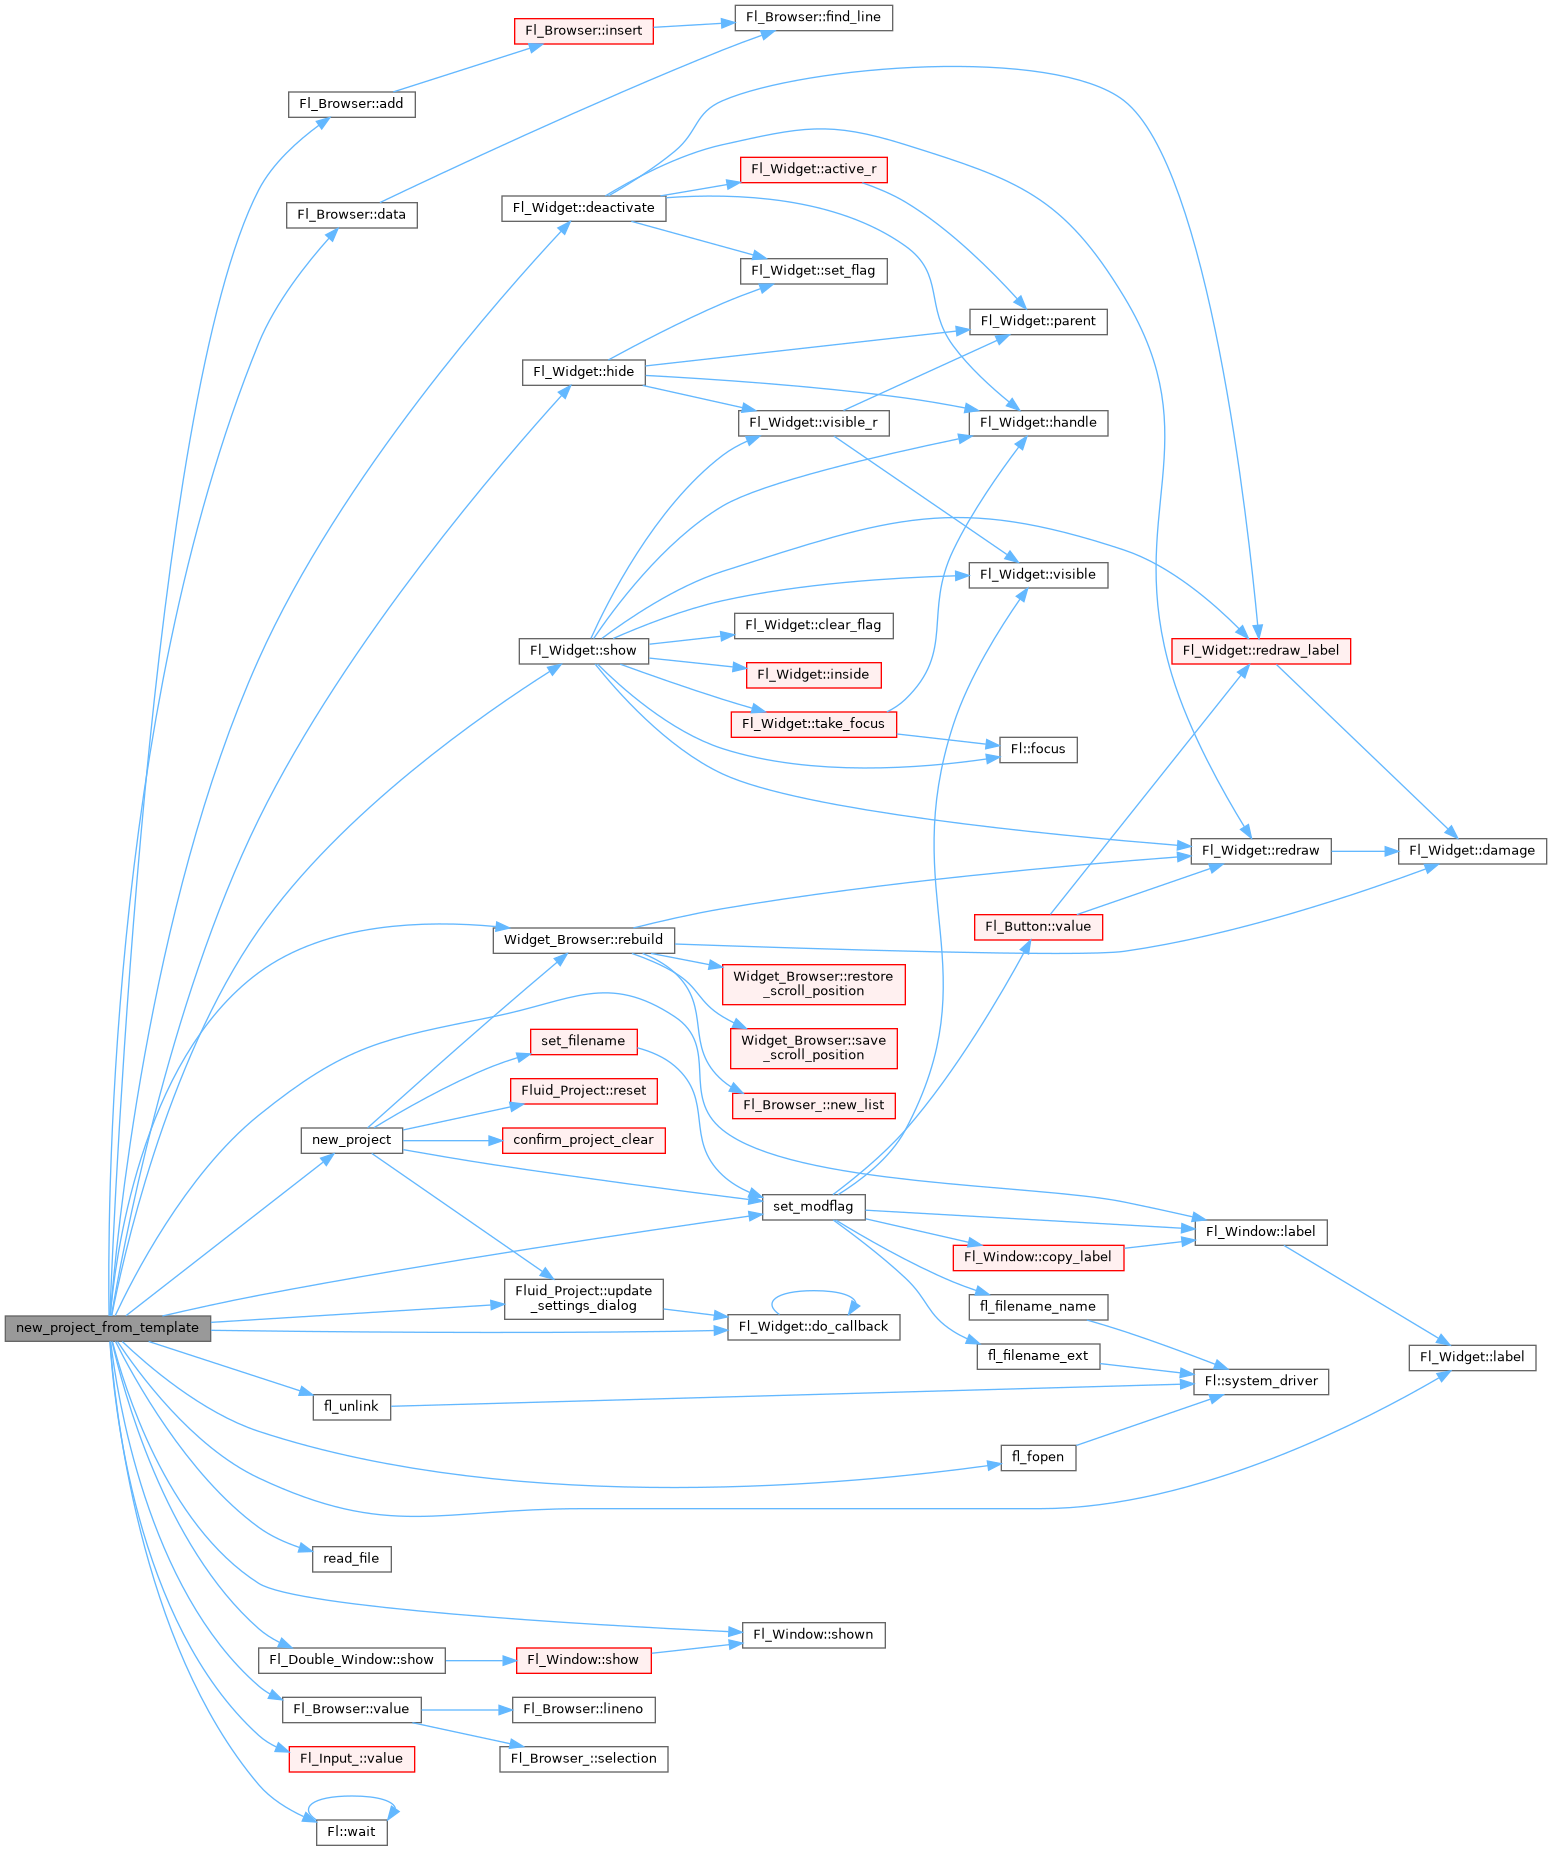 Fl_Browser::find_line
Fl_Browser::insert
Fl_Browser::add
Fl_Widget::active_r
Fl_Widget::deactivate
Fl_Browser::data
Fl_Widget::set_flag
Fl_Widget::parent
Fl_Widget::hide
Fl_Widget::visible_r
Fl_Widget::handle
Fl_Widget::visible
Fl_Widget::clear_flag
Fl_Widget::show
Fl_Widget::redraw_label
Fl_Widget::inside
Fl_Widget::take_focus
Fl::focus
Fl_Widget::redraw
Fl_Widget::damage
Fl_Button::value
Widget_Browser::rebuild
Widget_Browser::restore
_scroll_position
set_filename
Widget_Browser::save
_scroll_position
Fluid_Project::reset
Fl_Browser_::new_list
new_project
confirm_project_clear
set_modflag
Fl_Window::label
Fl_Window::copy_label
Fluid_Project::update
_settings_dialog
fl_filename_name
new_project_from_template
Fl_Widget::do_callback
fl_filename_ext
Fl_Widget::label
Fl::system_driver
fl_unlink
fl_fopen
read_file
Fl_Window::shown
Fl_Double_Window::show
Fl_Window::show
Fl_Browser::value
Fl_Browser::lineno
Fl_Input_::value
Fl_Browser_::selection
Fl::wait